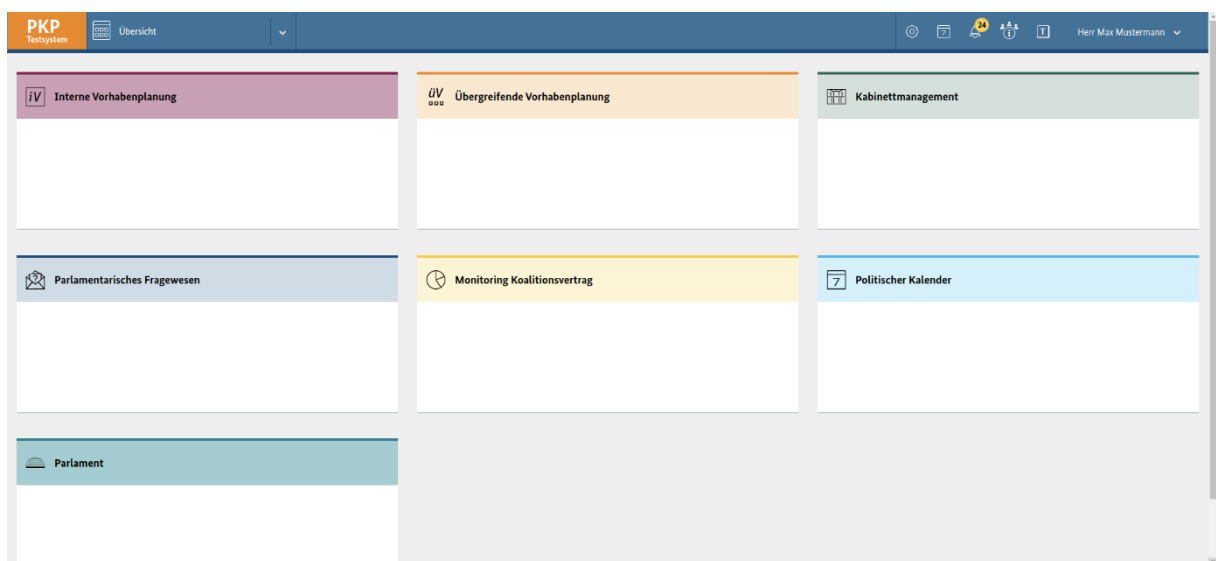 PKP
Testsystem
Übersicht
7
24
T
Herr Max Mustermann
iV Interne Vorhabenplanung
üV Übergreifende Vorhabenplanung
Kabinettmanagement
? Parlamentarisches Fragewesen
Monitoring Koalitionsvertrag
7 Politischer Kalender
Parlament